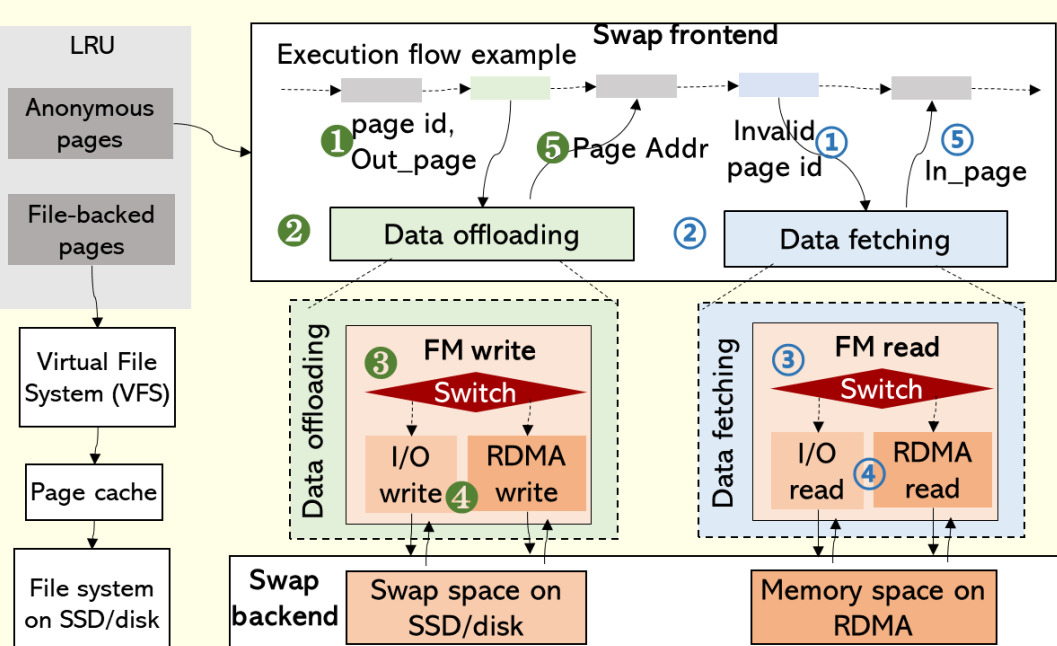 LRU
Anonymous
pages
File-backed
pages
Virtual File
System (VFS)
Page cache
File system
on SSD/disk
Swap frontend
Execution flow example
1
page id,
Out_page
5
Page Addr
Invalid
page id
1
5
In_page
2
Data offloading
2
Data fetching
Data offloading
3
FM write
Switch
I/O
write
RDMA
write
4
Data fetching
3
FM read
Switch
I/O
read
RDMA
read
4
Swap
backend
Swap space on
SSD/disk
Memory space on
RDMA